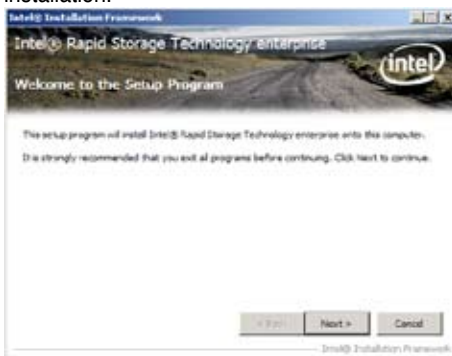 installation.
Intel® Installation Framework
Intel® Rapid Storage Technology enterprise
Welcome to the Setup Program
intel
This setup program will install Intel® Rapid Storage Technology enterprise onto this computer.
It is strongly recommended that you exit all programs before continuing. Click Next to continue.
< Back
Next >
Cancel
Intel® Installation Framework